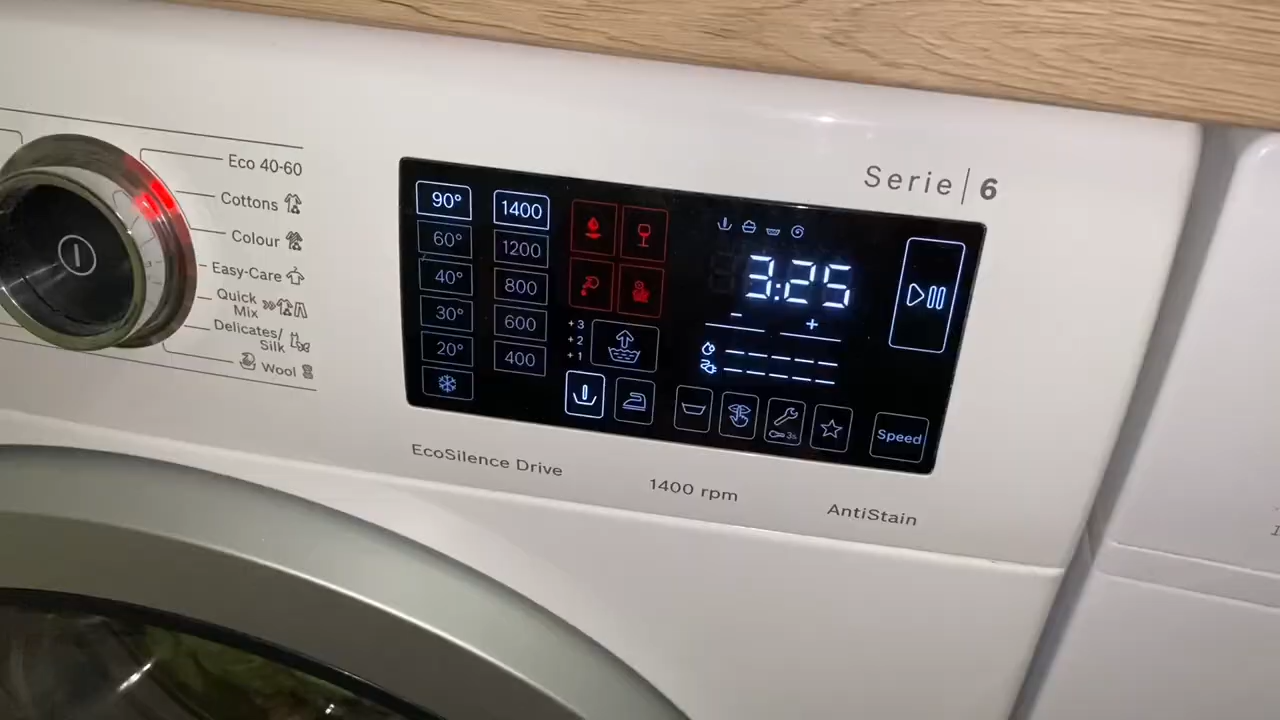 Eco 40-60
Cottons
Colour
Easy-Care
Quick
Mix
Delicates/
Silk
Wool
90°
60°
40°
30°
20°
1400
1200
800
600
400
+3
+2
+1
3:25
-
+
3s
Speed
Serie | 6
EcoSilence Drive
1400 rpm
AntiStain